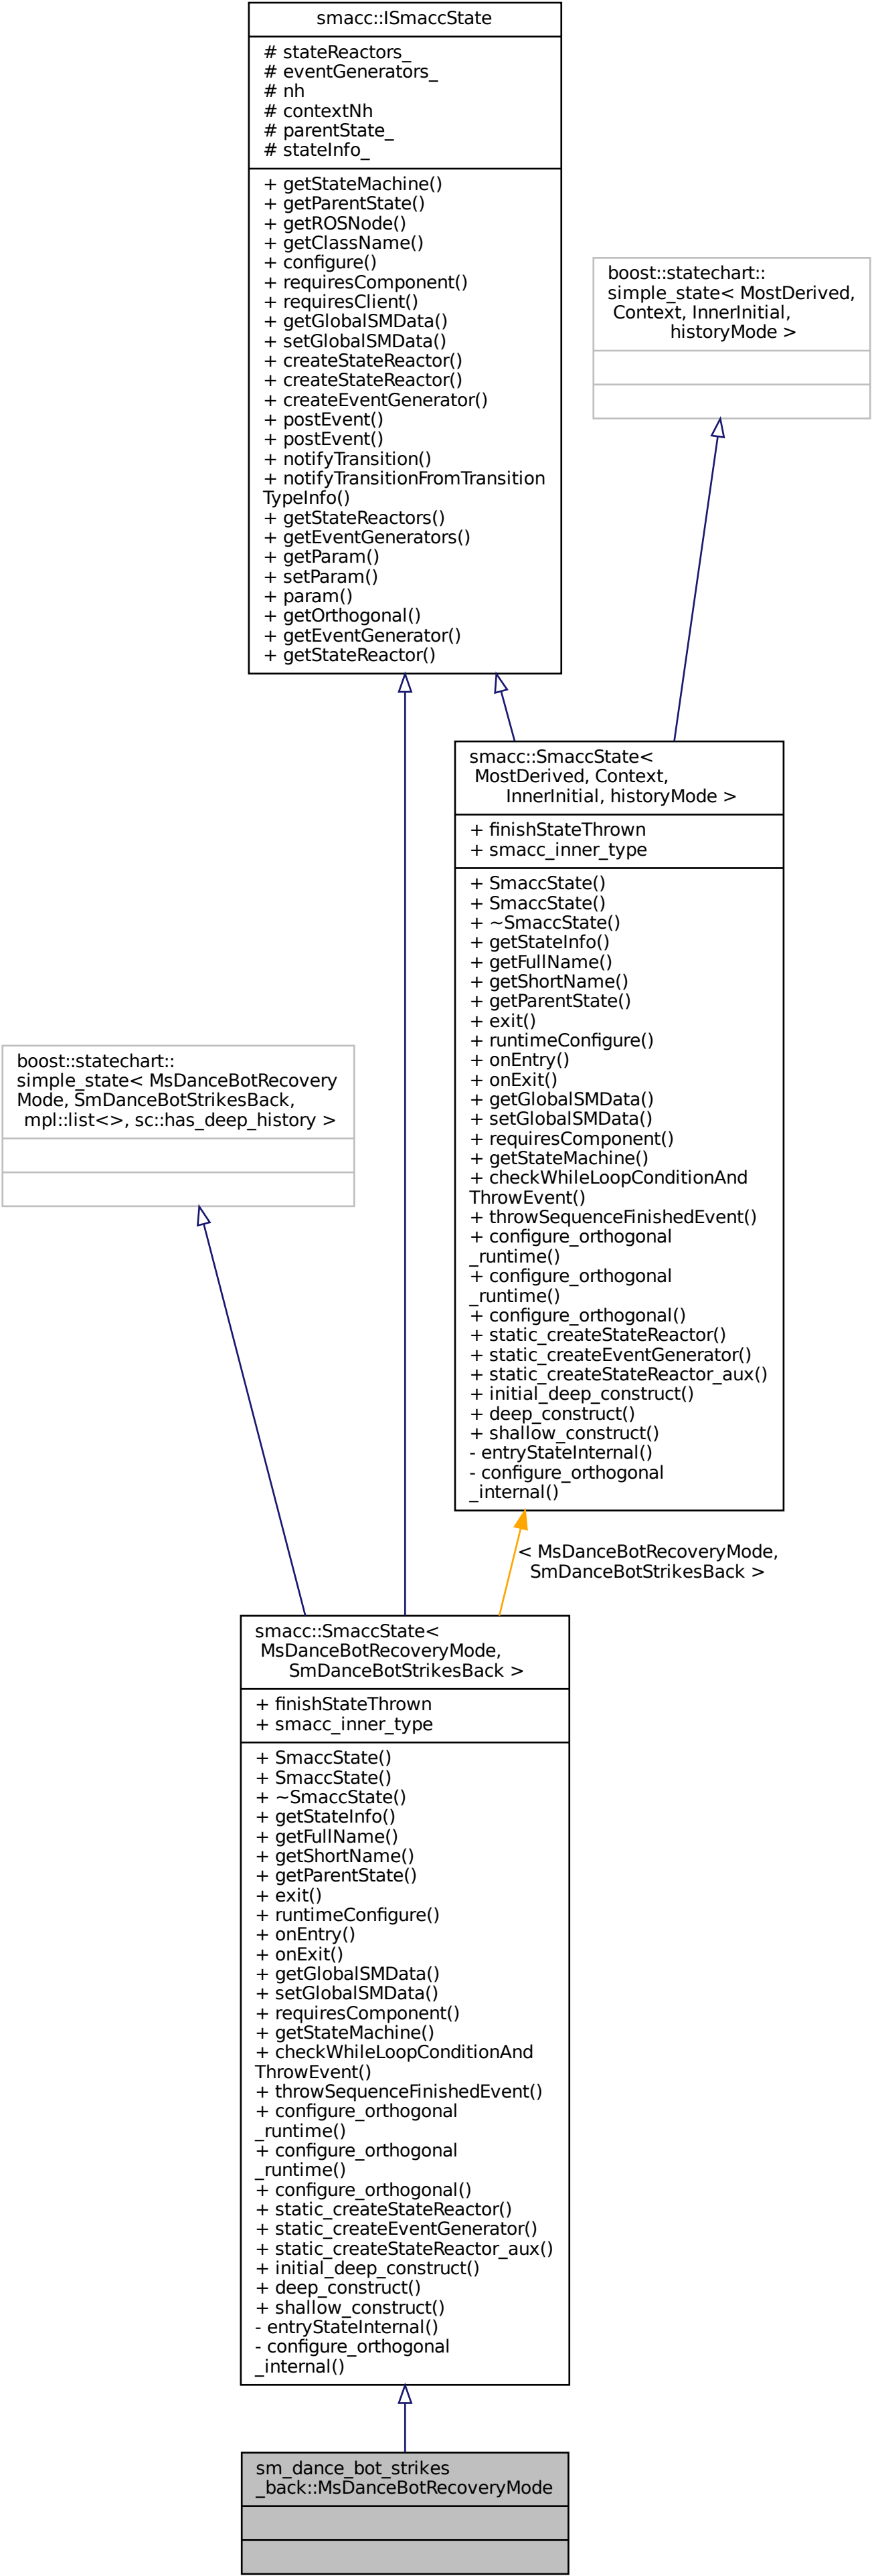 smacc::ISmaccState
# stateReactors_
# eventGenerators_
# nh
# contextNh
# parentState_
# stateInfo_
+ getStateMachine()
+ getParentState()
+ getROSNode()
+ getClassName()
+ configure()
+ requiresComponent()
+ requiresClient()
+ getGlobalSMData()
+ setGlobalSMData()
+ createStateReactor()
+ createStateReactor()
+ createEventGenerator()
+ postEvent()
+ postEvent()
+ notifyTransition()
+ notifyTransitionFromTransition
TypeInfo()
+ getStateReactors()
+ getEventGenerators()
+ getParam()
+ setParam()
+ param()
+ getOrthogonal()
+ getEventGenerator()
+ getStateReactor()
boost::statechart::
simple_state< MostDerived,
Context, InnerInitial,
historyMode >
smacc::SmaccState<
MostDerived, Context,
InnerInitial, historyMode >
+ finishStateThrown
+ smacc_inner_type
+ SmaccState()
+ SmaccState()
+ ~SmaccState()
+ getStateInfo()
+ getFullName()
+ getShortName()
+ getParentState()
+ exit()
+ runtimeConfigure()
+ onEntry()
+ onExit()
+ getGlobalSMData()
+ setGlobalSMData()
+ requiresComponent()
+ getStateMachine()
+ checkWhileLoopConditionAnd
ThrowEvent()
+ throwSequenceFinishedEvent()
+ configure_orthogonal
_runtime()
+ configure_orthogonal
_runtime()
+ configure_orthogonal()
+ static_createStateReactor()
+ static_createEventGenerator()
+ static_createStateReactor_aux()
+ initial_deep_construct()
+ deep_construct()
+ shallow_construct()
- entryStateInternal()
- configure_orthogonal
_internal()
boost::statechart::
simple_state< MsDanceBotRecovery
Mode, SmDanceBotStrikesBack,
mpl::list<>, sc::has_deep_history >
< MsDanceBotRecoveryMode,
SmDanceBotStrikesBack >
smacc::SmaccState<
MsDanceBotRecoveryMode,
SmDanceBotStrikesBack >
+ finishStateThrown
+ smacc_inner_type
+ SmaccState()
+ SmaccState()
+ ~SmaccState()
+ getStateInfo()
+ getFullName()
+ getShortName()
+ getParentState()
+ exit()
+ runtimeConfigure()
+ onEntry()
+ onExit()
+ getGlobalSMData()
+ setGlobalSMData()
+ requiresComponent()
+ getStateMachine()
+ checkWhileLoopConditionAnd
ThrowEvent()
+ throwSequenceFinishedEvent()
+ configure_orthogonal
_runtime()
+ configure_orthogonal
_runtime()
+ configure_orthogonal()
+ static_createStateReactor()
+ static_createEventGenerator()
+ static_createStateReactor_aux()
+ initial_deep_construct()
+ deep_construct()
+ shallow_construct()
- entryStateInternal()
- configure_orthogonal
_internal()
sm_dance_bot_strikes
_back::MsDanceBotRecoveryMode